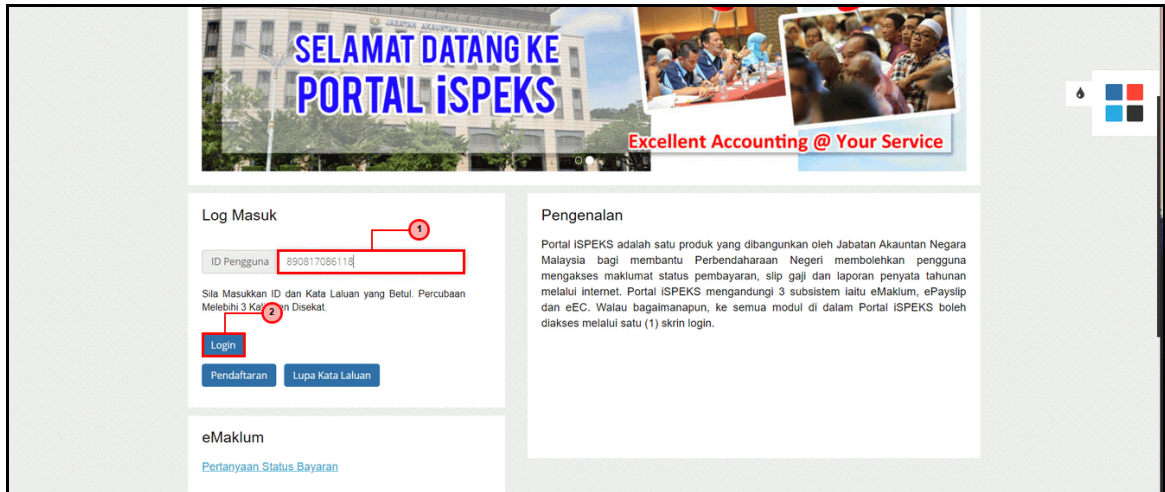 JABATAN AKAUNTAN NEGARA
SELAMAT DATANG KE
PORTAL iSPEKS
Excellent Accounting @ Your Service
Log Masuk
1
ID Pengguna 890817086118
Sila Masukkan ID dan Kata Laluan yang Betul. Percubaan
Melebihi 3 Kali en Disekat.
2
Login
Pendaftaran Lupa Kata Laluan
eMaklum
Pertanyaan Status Bayaran
Pengenalan
Portal iSPEKS adalah satu produk yang dibangunkan oleh Jabatan Akauntan Negara
Malaysia bagi membantu Perbendaharaan Negeri membolehkan pengguna
mengakses maklumat status pembayaran, slip gaji dan laporan penyata tahunan
melalui internet. Portal iSPEKS mengandungi 3 subsistem iaitu eMaklum, ePayslip
dan eEC. Walau bagaimanapun, ke semua modul di dalam Portal iSPEKS boleh
diakses melalui satu (1) skrin login.